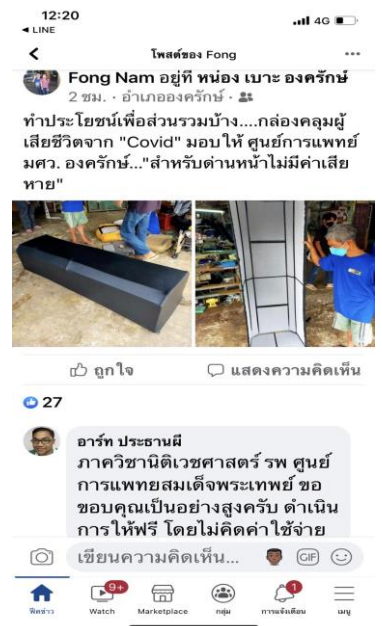 12:20
4G
◀ LINE
โพสต์ของ Fong
Fong Nam อยู่ที่ หน่อง เบาะ องครักษ์
2 ชม. · อำเภอองครักษ์ ·
ทำประโยชน์เพื่อส่วนรวมบ้าง....กล่องคลุมผู้
เสียชีวิตจาก "Covid" มอบให้ ศูนย์การแพทย์
มศว. องครักษ์..."สำหรับด่านหน้าไม่มีค่าเสีย
หาย"
ถูกใจ
แสดงความคิดเห็น
27
อาร์ท ประธานผี
ภาควิชานิติเวชศาสตร์ รพ ศูนย์
การแพทยสมเด็จพระเทพย์ ขอ
ขอบคุณเป็นอย่างสูงครับ ดำเนิน
การให้ฟรี โดยไม่คิดค่าใช้จ่าย
เขียนความคิดเห็น...
GIF
9+
1
ฟีดข่าว
Watch
Marketplace
กลุ่ม
การแจ้งเตือน
เมนู